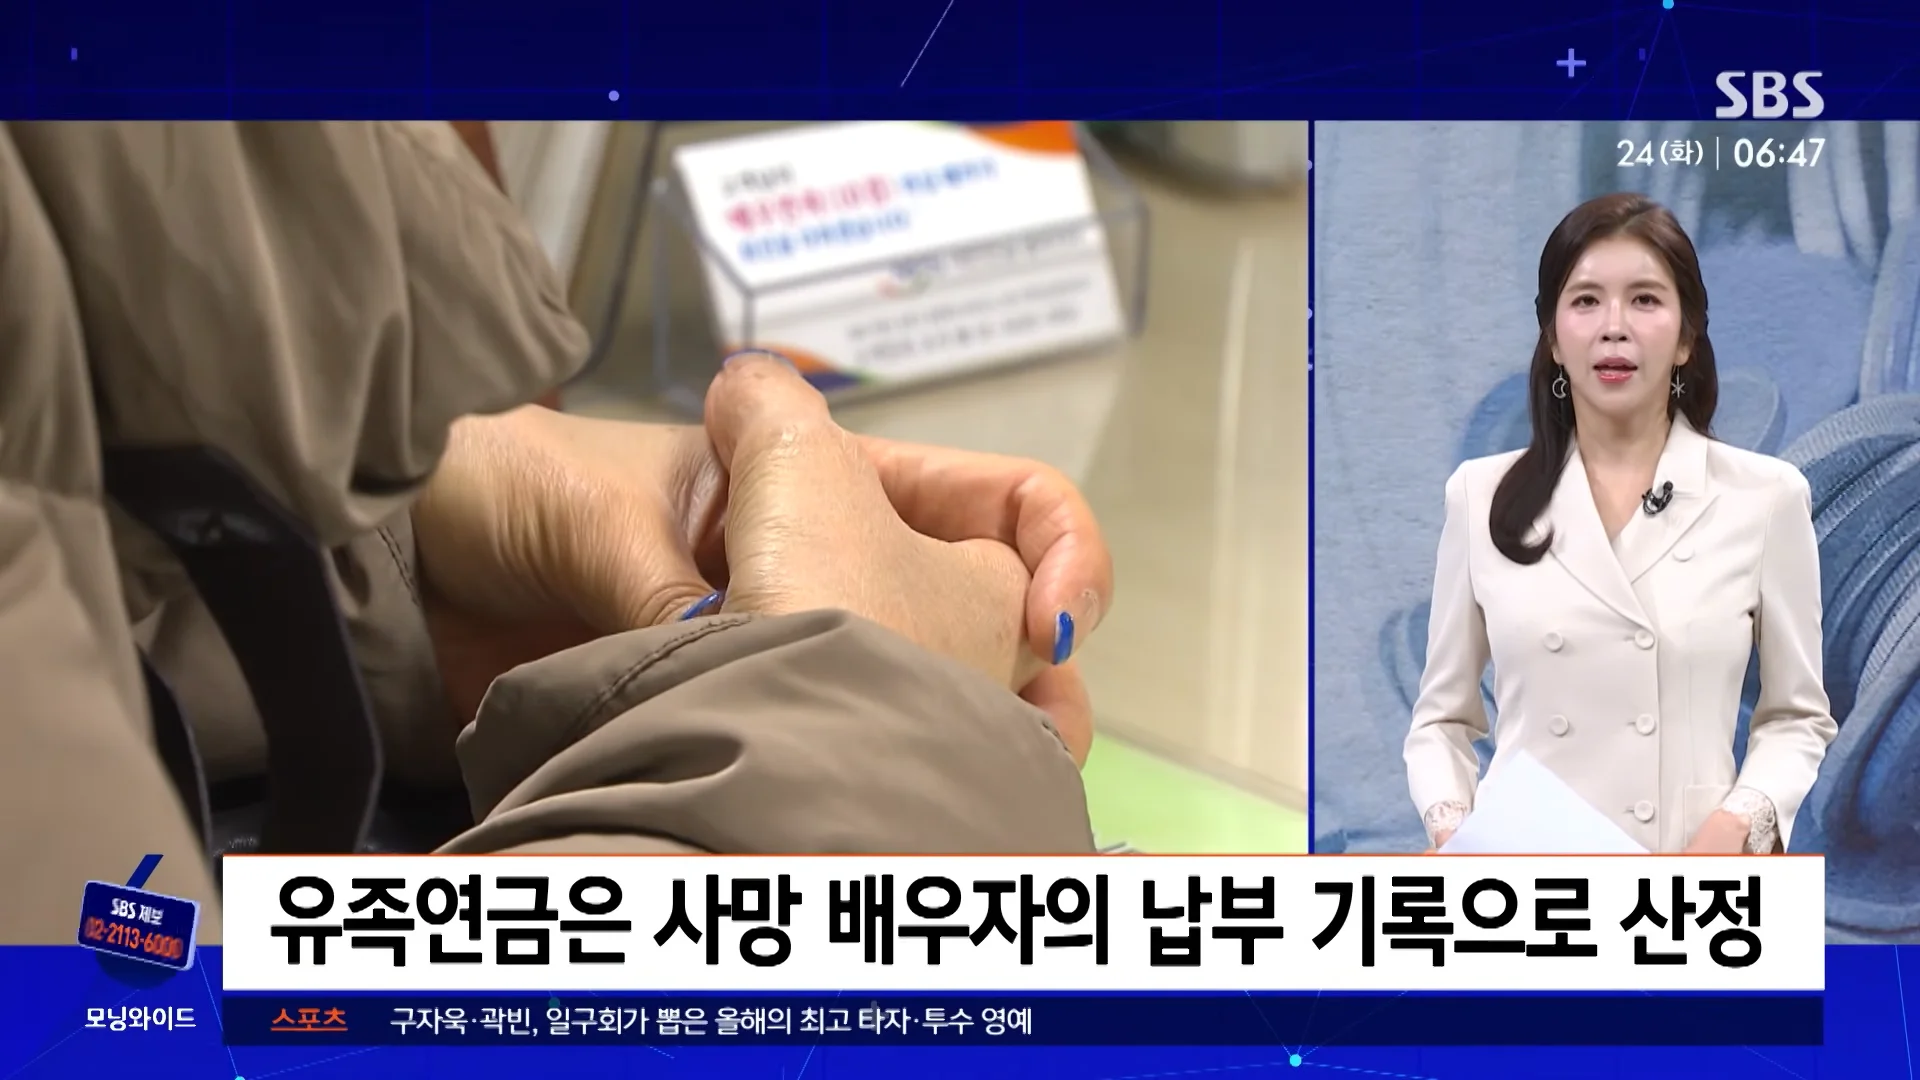 SBS
24(화) | 06:47
SBS 제보
02-2113-6000
유족연금은 사망 배우자의 납부 기록으로 산정
모닝와이드
스포츠 구자욱·곽빈, 일구회가 뽑은 올해의 최고 타자·투수 영예